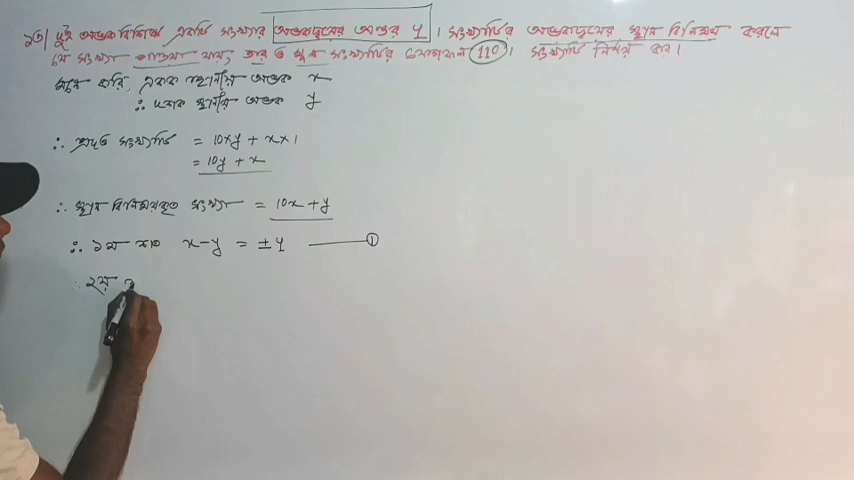 ১৩| দুই অঙ্কবিশিষ্ট একটি সংখ্যার অঙ্কদ্বয়ের অন্তর 4। সংখ্যাটির অঙ্কদ্বয়ের স্থান বিনিময় করলে
যে সংখ্যা পাওয়া যায়, তার ও মূল সংখ্যাটির যোগফল 110। সংখ্যাটি নির্ণয় কর।
মনে করি, একক স্থানীয় অঙ্ক x
∴ দশক স্থানীয় অঙ্ক y
∴ প্রদত্ত সংখ্যাটি = 10×y + x×1
= 10y + x
∴ স্থান বিনিময়কৃত সংখ্যা = 10x + y
∴ ১ম শর্ত x - y = ± 4 ①
∴ ২য়